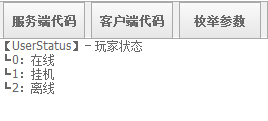 服务端代码 客户端代码 枚举参数
【UserStatus】- 玩家状态
┗0: 在线
┗1: 挂机
┗2: 离线